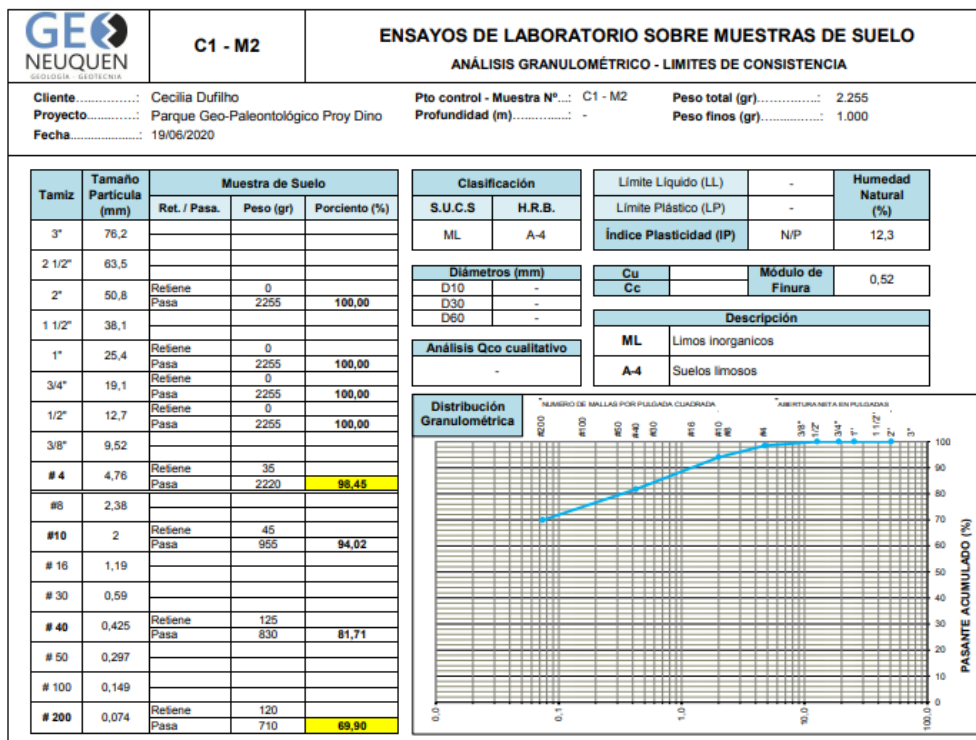 GEO
NEUQUEN
GEOLOGÍA - GEOTECNIA
C1 - M2
ENSAYOS DE LABORATORIO SOBRE MUESTRAS DE SUELO
ANÁLISIS GRANULOMÉTRICO - LIMITES DE CONSISTENCIA
Cliente................: Cecilia Dufilho
Proyecto............: Parque Geo-Paleontológico Proy Dino
Fecha.....................: 19/06/2020
Pto control - Muestra Nº...: C1 - M2
Profundidad (m)..............: -
Peso total (gr)................: 2.255
Peso finos (gr)...............: 1.000
Tamiz Tamaño Partícula (mm) Muestra de Suelo
Ret. / Pasa. Peso (gr) Porciento (%)
3" 76,2
2 1/2" 63,5
2" 50,8 Retiene 0
Pasa 2255 100,00
1 1/2" 38,1
1" 25,4 Retiene 0
Pasa 2255 100,00
3/4" 19,1 Retiene 0
Pasa 2255 100,00
1/2" 12,7 Retiene 0
Pasa 2255 100,00
3/8" 9,52
# 4 4,76 Retiene 35
Pasa 2220 98,45
#8 2,38
#10 2 Retiene 45
Pasa 955 94,02
# 16 1,19
# 30 0,59
# 40 0,425 Retiene 125
Pasa 830 81,71
# 50 0,297
# 100 0,149
# 200 0,074 Retiene 120
Pasa 710 69,90
Clasificación
S.U.C.S H.R.B.
ML A-4
Límite Líquido (LL) -
Límite Plástico (LP) -
Índice Plasticidad (IP) N/P
Humedad Natural (%)
12,3
Diámetros (mm)
D10 -
D30 -
D60 -
Cu
Cc
Módulo de Finura 0,52
Análisis Qco cualitativo
-
Descripción
ML Limos inorganicos
A-4 Suelos limosos
Distribución
Granulométrica
NUMERO DE MALLAS POR PULGADA CUADRADA
ABERTURA NETA EN PULGADAS
#200 #100 #50 #40 #30 #16 #10 #8 #4 3/8" 1/2" 3/4" 1" 1 1/2" 2" 3"
100
90
80
70
60
50
40
30
20
10
0
PASANTE ACUMULADO (%)
0,0 0,1 1,0 10,0 100,0